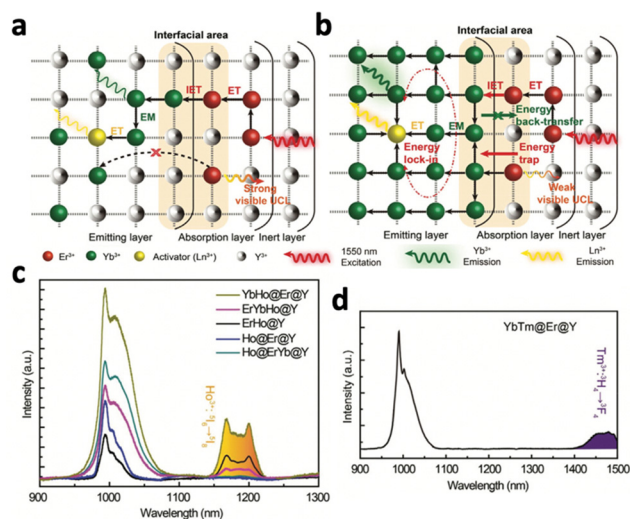 a
Interfacial area
IET
ET
EM
ET
Strong
visible UCL
Emitting layer
Absorption layer
Inert layer
b
Interfacial area
IET
ET
Energy
back-transfer
ET
EM
Energy
lock-in
Energy
trap
Weak
visible UCL
Emitting layer
Absorption layer
Inert layer
Er³⁺
Yb³⁺
Activator (Ln³⁺)
Y³⁺
1550 nm
Excitation
Yb³⁺
Emission
Ln³⁺
Emission
c
Intensity (a.u.)
YbHo@Er@Y
ErYbHo@Y
ErHo@Y
Ho@Er@Y
Ho@ErYb@Y
Ho³⁺: ⁵I₆→⁵I₈
900
1000
1100
1200
1300
Wavelength (nm)
d
Intensity (a.u.)
YbTm@Er@Y
Tm³⁺:³H₄→³F₄
900
1000
1100
1200
1300
1400
1500
Wavelength (nm)